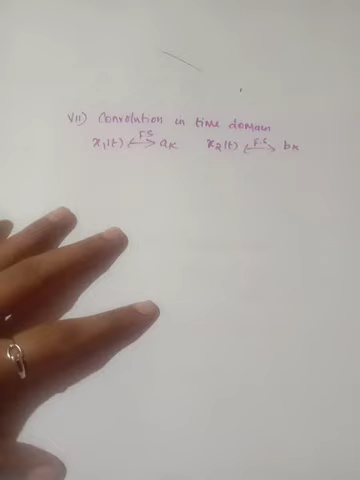 VII) Convolution in time domain
x₁(t) <--F.S--> aₖ x₂(t) <--F.S--> bₖ